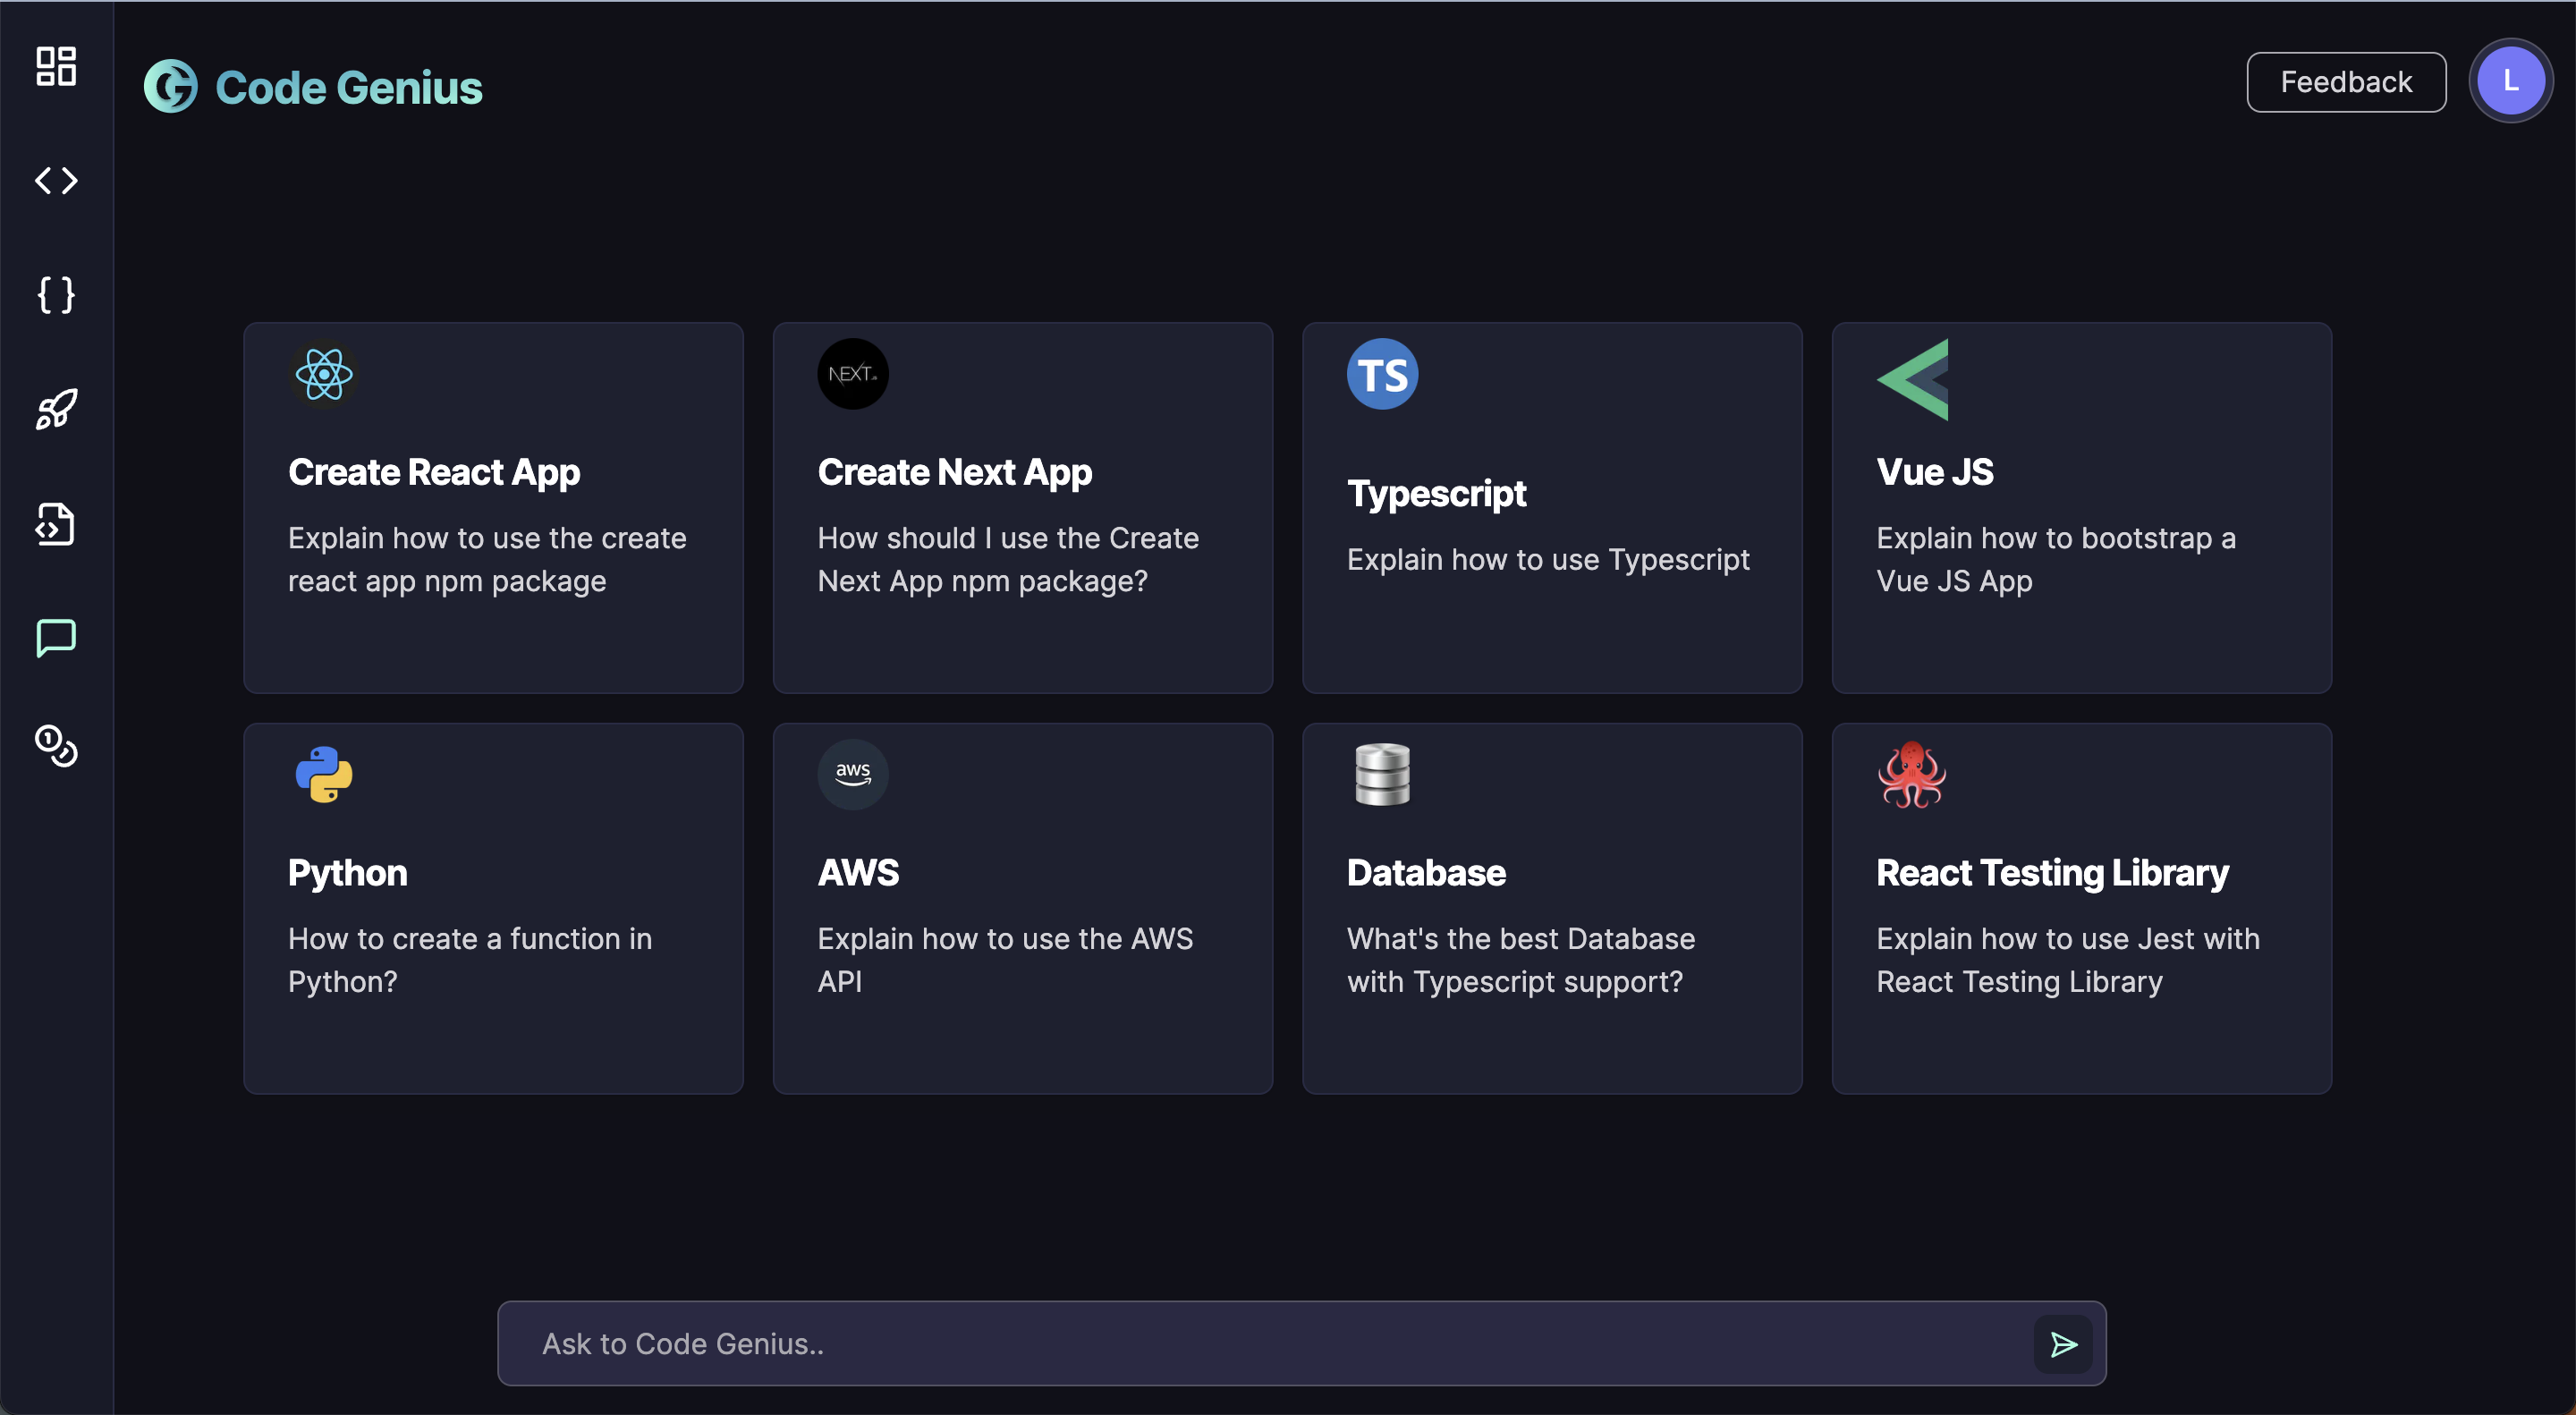 Code Genius
Feedback
L
NEXT.JS
TS
Create React App
Explain how to use the create
react app npm package
Create Next App
How should I use the Create
Next App npm package?
Typescript
Explain how to use Typescript
Vue JS
Explain how to bootstrap a
Vue JS App
aws
Python
How to create a function in
Python?
AWS
Explain how to use the AWS
API
Database
What's the best Database
with Typescript support?
React Testing Library
Explain how to use Jest with
React Testing Library
Ask to Code Genius..